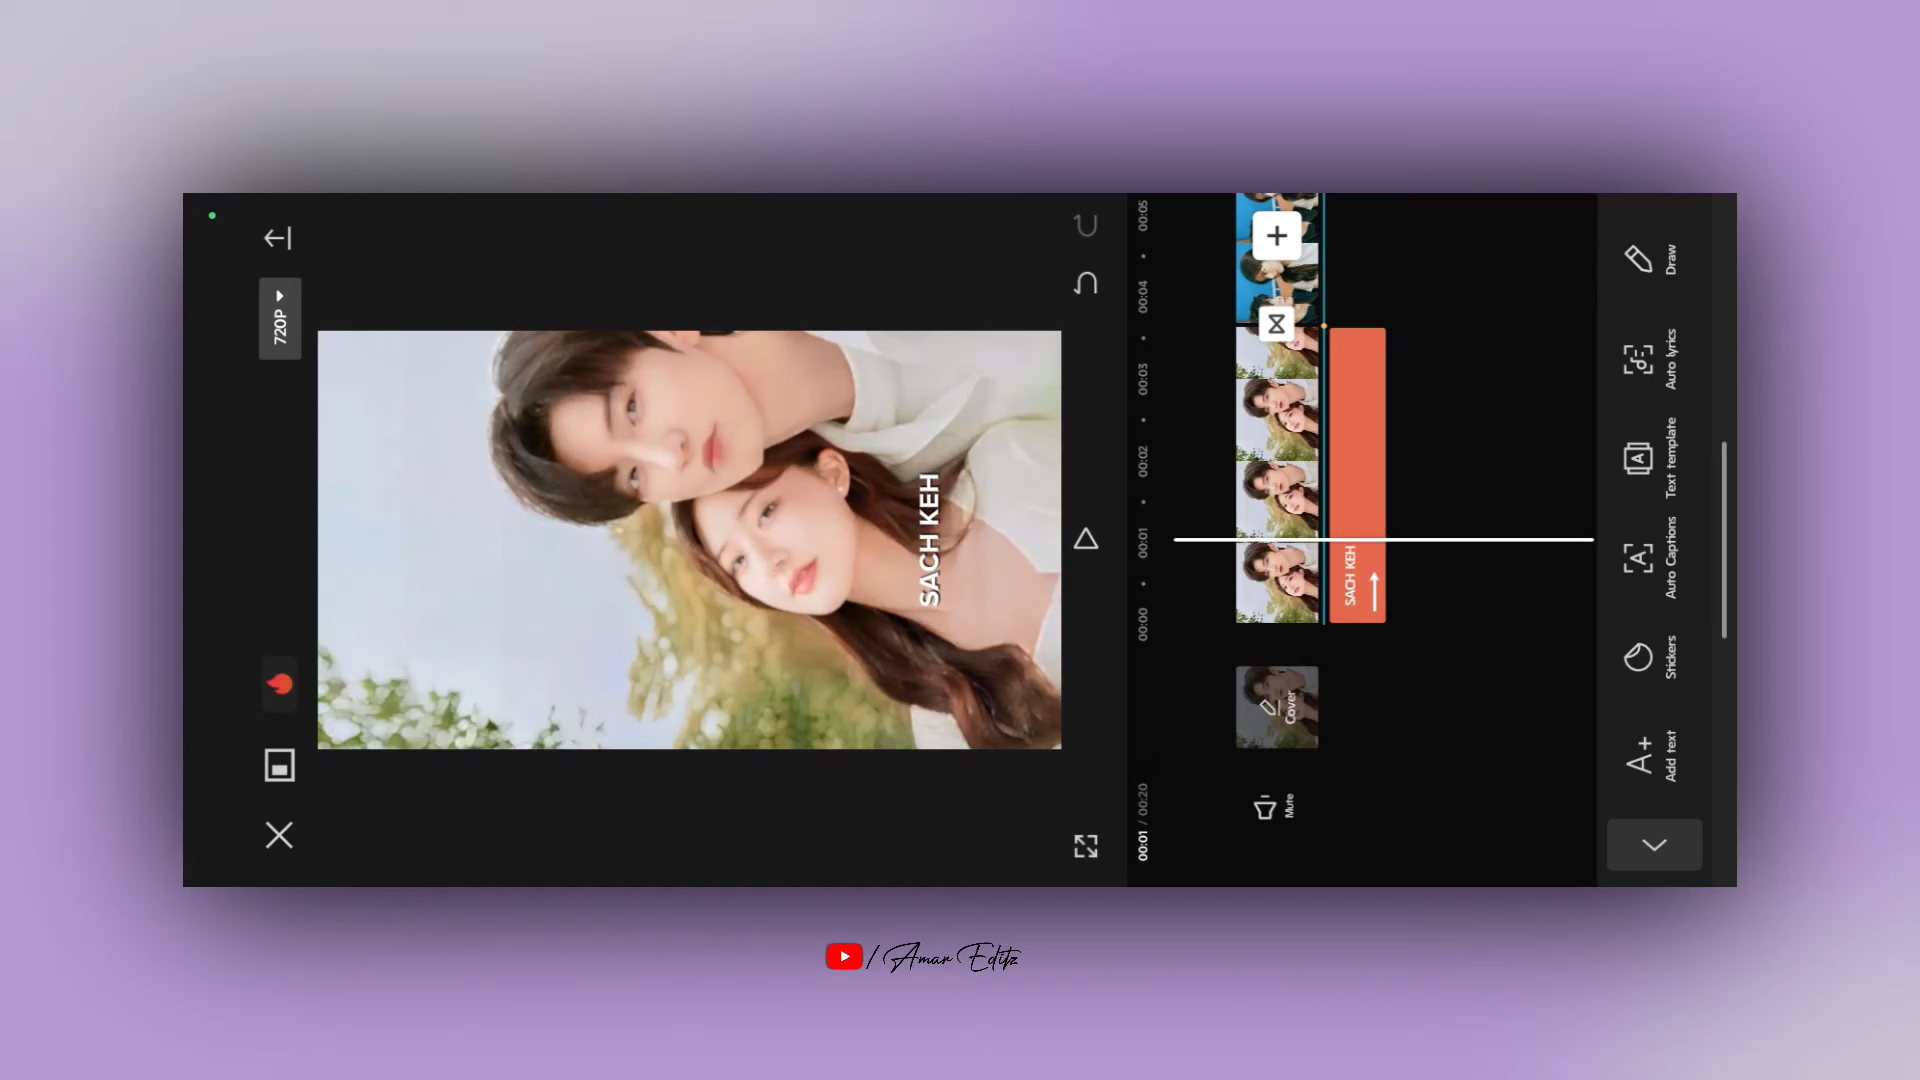 720P
SACH KEH
00:01 / 00:20
00:00
00:01
00:02
00:03
00:04
00:05
Mute
Cover
SACH KEH
A+
Add text
Stickers
A
Auto Captions
A
Text template
Auto lyrics
Draw
/ Amar Editz